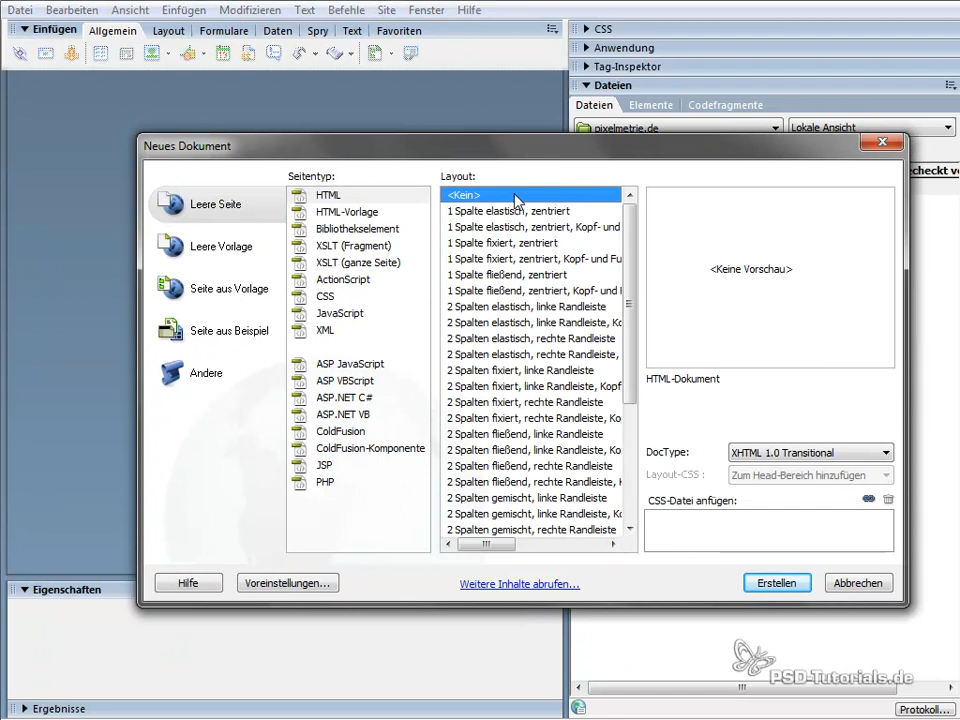 Datei Bearbeiten Ansicht Einfügen Modifizieren Text Befehle Site Fenster Hilfe
Einfügen Allgemein Layout Formulare Daten Spry Text Favoriten
CSS
Anwendung
Tag-Inspektor
Dateien
Dateien Elemente Codefragmente
pixelmetrie.de Lokale Ansicht
echeckt vo
Neues Dokument
Leere Seite
Leere Vorlage
Seite aus Vorlage
Seite aus Beispiel
Andere
Seitentyp:
HTML
HTML-Vorlage
Bibliothekselement
XSLT (Fragment)
XSLT (ganze Seite)
ActionScript
CSS
JavaScript
XML
ASP JavaScript
ASP VBScript
ASP.NET C#
ASP.NET VB
ColdFusion
ColdFusion-Komponente
JSP
PHP
Layout:
<Kein>
1 Spalte elastisch, zentriert
1 Spalte elastisch, zentriert, Kopf- und
1 Spalte fixiert, zentriert
1 Spalte fixiert, zentriert, Kopf- und Fu
1 Spalte fließend, zentriert
1 Spalte fließend, zentriert, Kopf- und
2 Spalten elastisch, linke Randleiste
2 Spalten elastisch, linke Randleiste, Ko
2 Spalten elastisch, rechte Randleiste
2 Spalten elastisch, rechte Randleiste,
2 Spalten fixiert, linke Randleiste
2 Spalten fixiert, linke Randleiste, Kopf
2 Spalten fixiert, rechte Randleiste
2 Spalten fixiert, rechte Randleiste, Ko
2 Spalten fließend, linke Randleiste
2 Spalten fließend, linke Randleiste, Ko
2 Spalten fließend, rechte Randleiste
2 Spalten fließend, rechte Randleiste,
2 Spalten gemischt, linke Randleiste
2 Spalten gemischt, linke Randleiste, Ko
2 Spalten gemischt, rechte Randleiste
<Keine Vorschau>
HTML-Dokument
DocType: XHTML 1.0 Transitional
Layout-CSS : Zum Head-Bereich hinzufügen
CSS-Datei anfügen:
Hilfe Voreinstellungen... Weitere Inhalte abrufen... Erstellen Abbrechen
Eigenschaften
PSD-Tutorials.de
Ergebnisse
Protokoll...